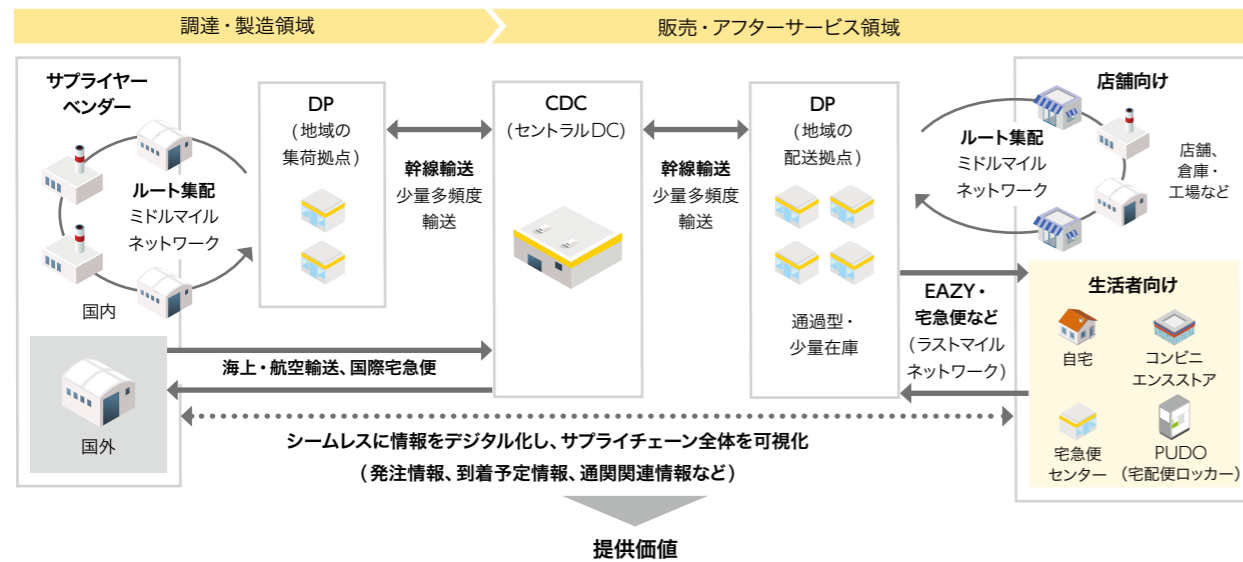 調達・製造領域
販売・アフターサービス領域
サプライヤー
ベンダー
ルート集配
ミドルマイル
ネットワーク
国内
国外
DP
(地域の
集荷拠点)
幹線輸送
少量多頻度
輸送
CDC
(セントラルDC)
幹線輸送
少量多頻度
輸送
DP
(地域の
配送拠点)
通過型・
少量在庫
店舗向け
ルート集配
ミドルマイル
ネットワーク
店舗、
倉庫・
工場など
EAZY・
宅急便など
(ラストマイル
ネットワーク)
生活者向け
自宅
コンビニ
エンスストア
宅急便
センター
PUDO
(宅配便ロッカー)
海上・航空輸送、国際宅急便
シームレスに情報をデジタル化し、サプライチェーン全体を可視化
(発注情報、到着予定情報、通関関連情報など)
提供価値